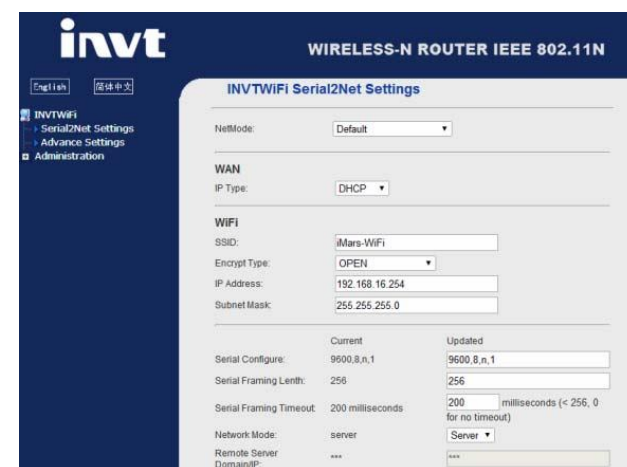 invt
WIRELESS-N ROUTER IEEE 802.11N
English 简体中文
INVTWiFi
Serial2Net Settings
Advance Settings
Administration
INVTWiFi Serial2Net Settings
NetMode: Default
WAN
IP Type: DHCP
WiFi
SSID: iMars-WiFi
Encrypt Type: OPEN
IP Address: 192.168.16.254
Subnet Mask: 255.255.255.0
Current Updated
Serial Configure: 9600,8,n,1 9600,8,n,1
Serial Framing Lenth: 256 256
Serial Framing Timeout: 200 milliseconds 200 milliseconds (< 256, 0
for no timeout)
Network Mode: server Server
Remote Server
Domain/IP: *** ***